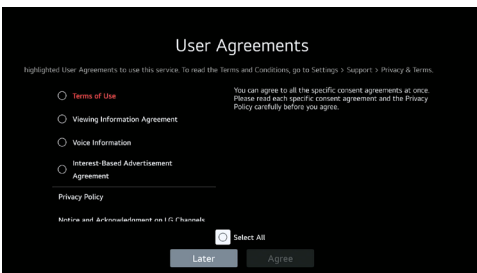 User Agreements
highlighted User Agreements to use this service. To read the Terms and Conditions, go to Settings > Support > Privacy & Terms.
Terms of Use
Viewing Information Agreement
Voice Information
Interest-Based Advertisement
Agreement
Privacy Policy
Notice and Acknowledgment on LG Channels
You can agree to all the specific consent agreements at once.
Please read each specific consent agreement and the Privacy
Policy carefully before you agree.
Select All
Later Agree